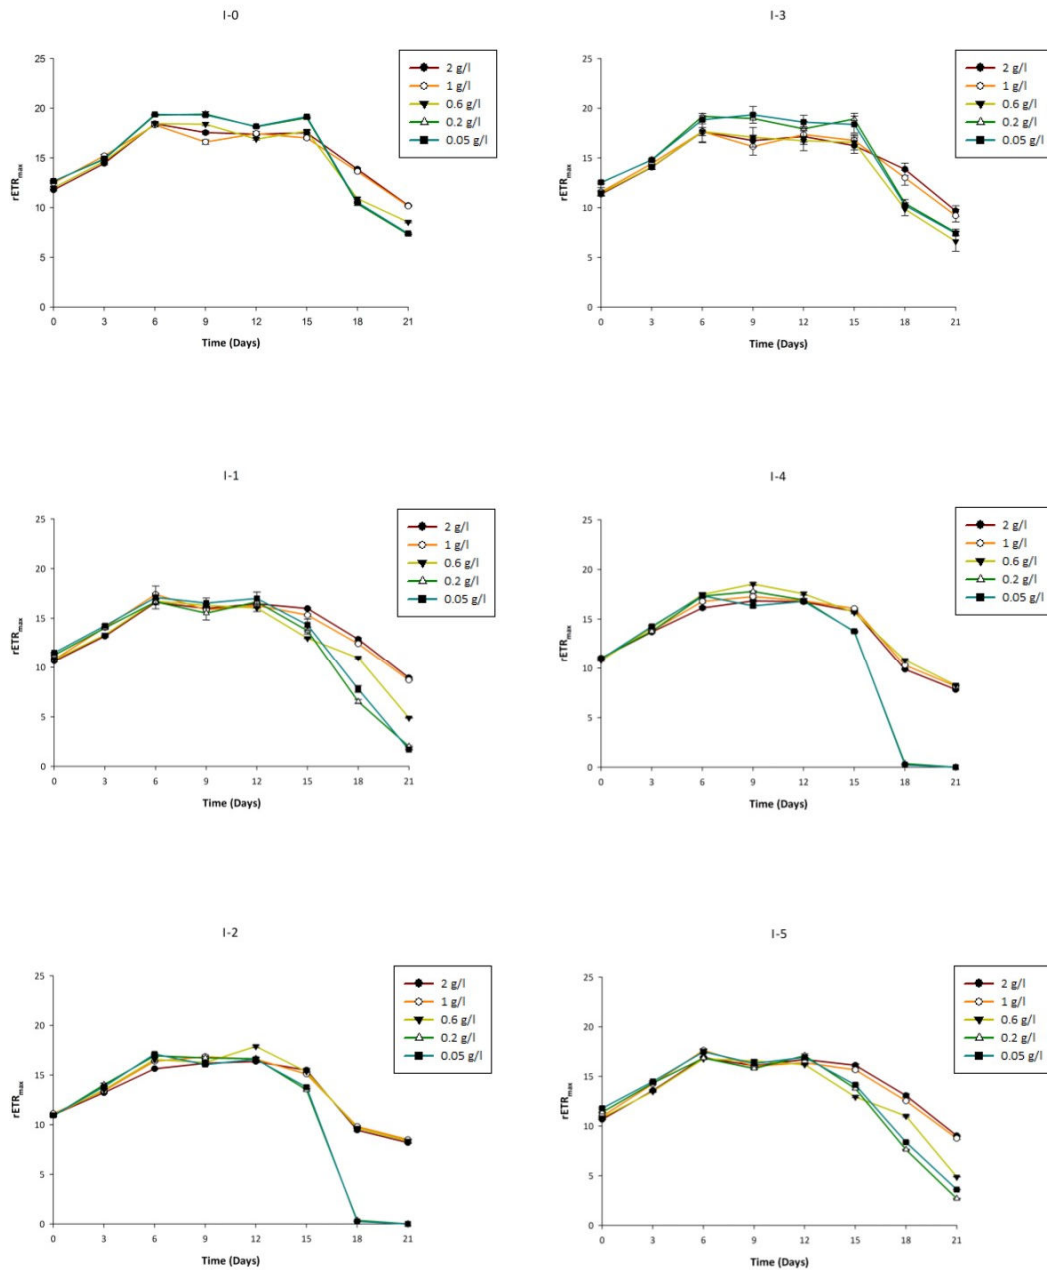 I-0
25
20
15
10
5
0
rETRmax
0 3 6 9 12 15 18 21
Time (Days)
2 g/l
1 g/l
0.6 g/l
0.2 g/l
0.05 g/l
I-3
25
20
15
10
5
0
rETRmax
0 3 6 9 12 15 18 21
Time (Days)
2 g/l
1 g/l
0.6 g/l
0.2 g/l
0.05 g/l
I-1
25
20
15
10
5
0
rETRmax
0 3 6 9 12 15 18 21
Time (Days)
2 g/l
1 g/l
0.6 g/l
0.2 g/l
0.05 g/l
I-4
25
20
15
10
5
0
rETRmax
0 3 6 9 12 15 18 21
Time (Days)
2 g/l
1 g/l
0.6 g/l
0.2 g/l
0.05 g/l
I-2
25
20
15
10
5
0
rETRmax
0 3 6 9 12 15 18 21
Time (Days)
2 g/l
1 g/l
0.6 g/l
0.2 g/l
0.05 g/l
I-5
25
20
15
10
5
0
rETRmax
0 3 6 9 12 15 18 21
Time (Days)
2 g/l
1 g/l
0.6 g/l
0.2 g/l
0.05 g/l